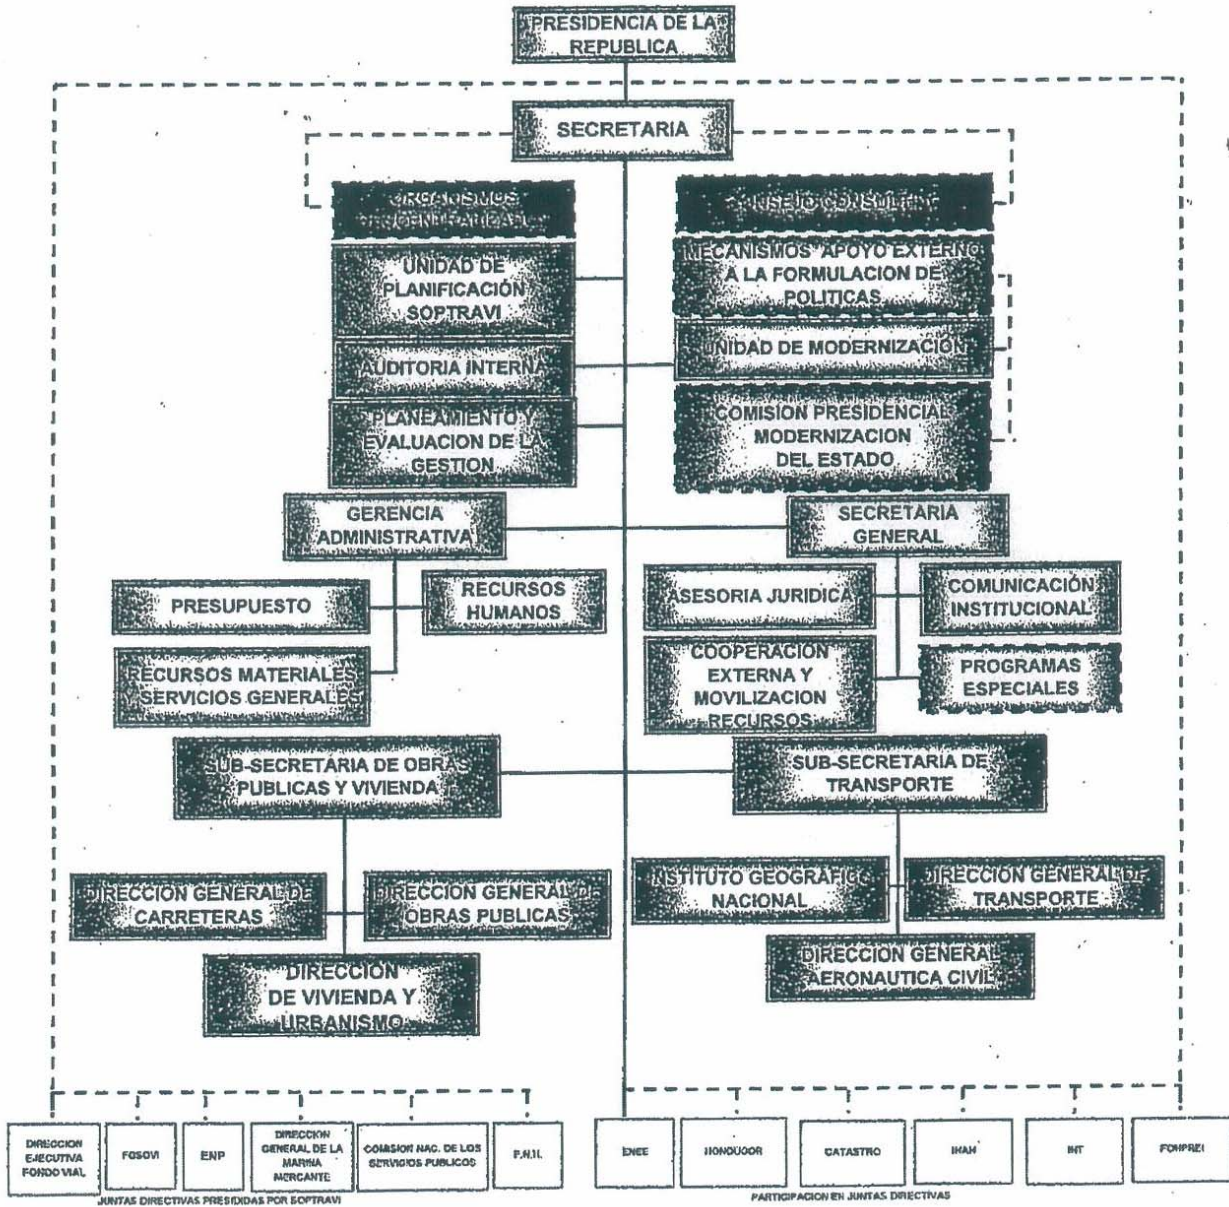 PRESIDENCIA DE LA
REPUBLICA
SECRETARIA
ORGANISMOS
CONSEJO CONSULTIVO
UNIDAD DE
PLANIFICACIÓN
SOPTRAVI
MECANISMOS APOYO EXTERNO
A LA FORMULACION DE
POLITICAS
AUDITORIA INTERNA
UNIDAD DE MODERNIZACIÓN
PLANEAMIENTO Y
EVALUACION DE LA
GESTION
COMISION PRESIDENCIAL
MODERNIZACION
DEL ESTADO
GERENCIA
ADMINISTRATIVA
SECRETARIA
GENERAL
PRESUPUESTO
RECURSOS
HUMANOS
ASESORIA JURIDICA
COMUNICACIÓN
INSTITUCIONAL
RECURSOS MATERIALES
SERVICIOS GENERALES
COOPERACION
EXTERNA Y
MOVILIZACION
RECURSOS
PROGRAMAS
ESPECIALES
SUB-SECRETARIA DE OBRAS
PUBLICAS Y VIVIENDA
SUB-SECRETARIA DE
TRANSPORTE
DIRECCION GENERAL DE
CARRETERAS
DIRECCION GENERAL DE
OBRAS PUBLICAS
INSTITUTO GEOGRAFICO
NACIONAL
DIRECCION GENERAL DE
TRANSPORTE
DIRECCION
DE VIVIENDA Y
URBANISMO
DIRECCION GENERAL
AERONAUTICA CIVIL
DIRECCION
EJECUTIVA
FONDO VIAL
FOSOVI
ENP
DIRECCION
GENERAL DE LA
MARINA
MERCANTE
COMISION NAC. DE LOS
SERVICIOS PUBLICOS
ENEE
HONDUGOR
CATASTRO
IHAH
INT
FONPREI
JUNTAS DIRECTIVAS PRESIDIDAS POR SOPTRAVI
PARTICIPACION EN JUNTAS DIRECTIVAS